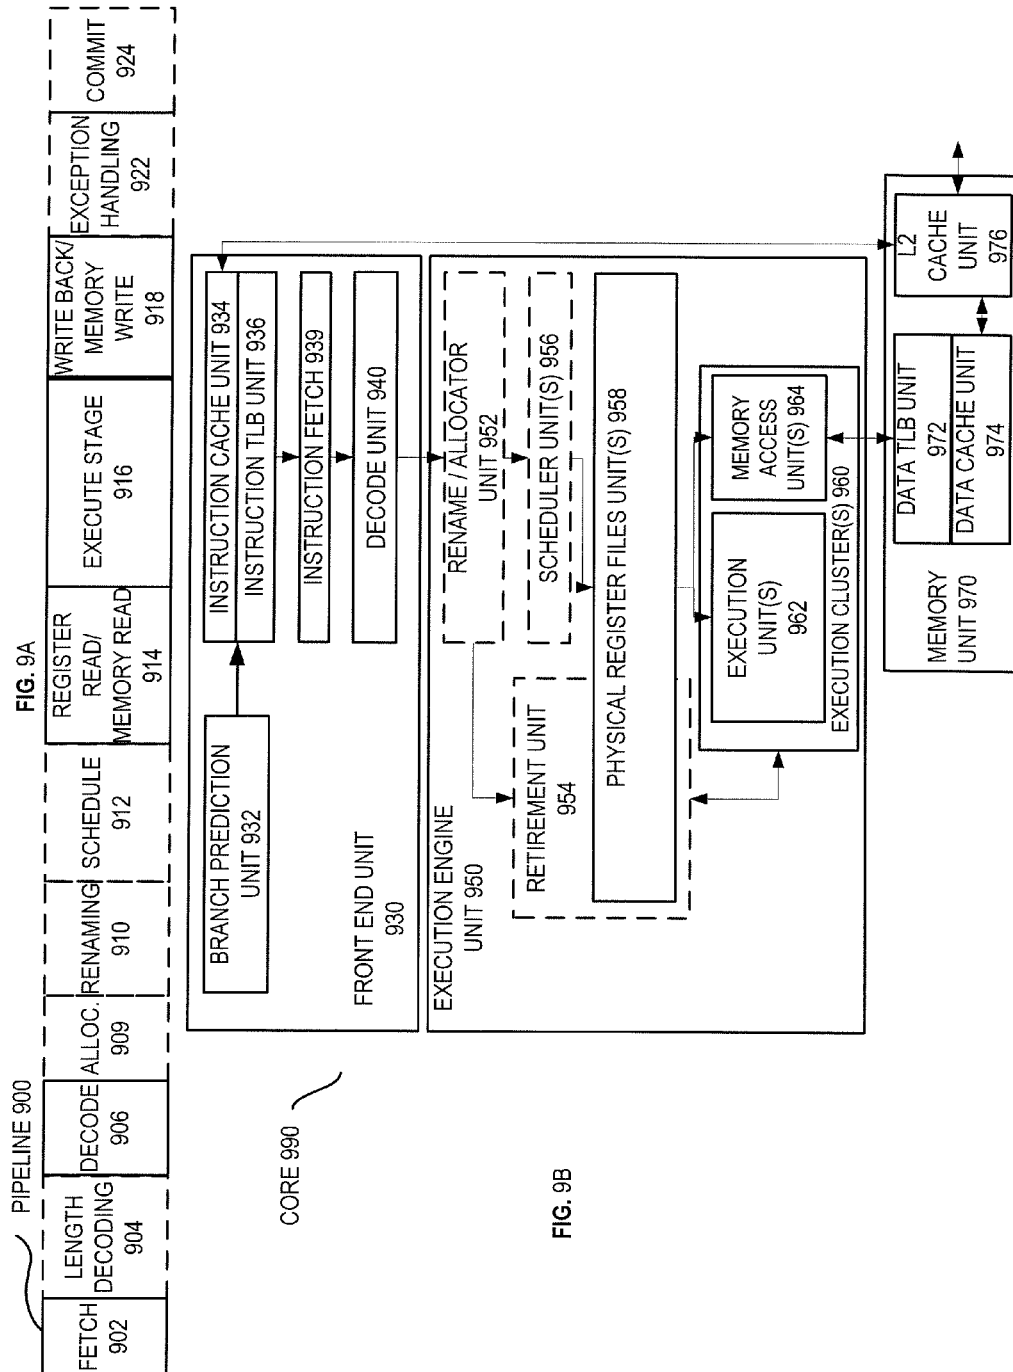 FIG. 9A
PIPELINE 900
FETCH
902
LENGTH
DECODING
904
DECODE
906
ALLOC.
909
RENAMING
910
SCHEDULE
912
REGISTER
READ/
MEMORY READ
914
EXECUTE STAGE
916
WRITE BACK/
MEMORY
WRITE
918
EXCEPTION
HANDLING
922
COMMIT
924
CORE 990
BRANCH PREDICTION
UNIT 932
INSTRUCTION CACHE UNIT 934
INSTRUCTION TLB UNIT 936
INSTRUCTION FETCH 939
DECODE UNIT 940
FRONT END UNIT
930
EXECUTION ENGINE
UNIT 950
RENAME / ALLOCATOR
UNIT 952
RETIREMENT UNIT
954
SCHEDULER UNIT(S) 956
PHYSICAL REGISTER FILES UNIT(S) 958
EXECUTION
UNIT(S)
962
MEMORY
ACCESS
UNIT(S) 964
EXECUTION CLUSTER(S) 960
FIG. 9B
MEMORY
UNIT 970
DATA TLB UNIT
972
DATA CACHE UNIT
974
L2
CACHE
UNIT
976